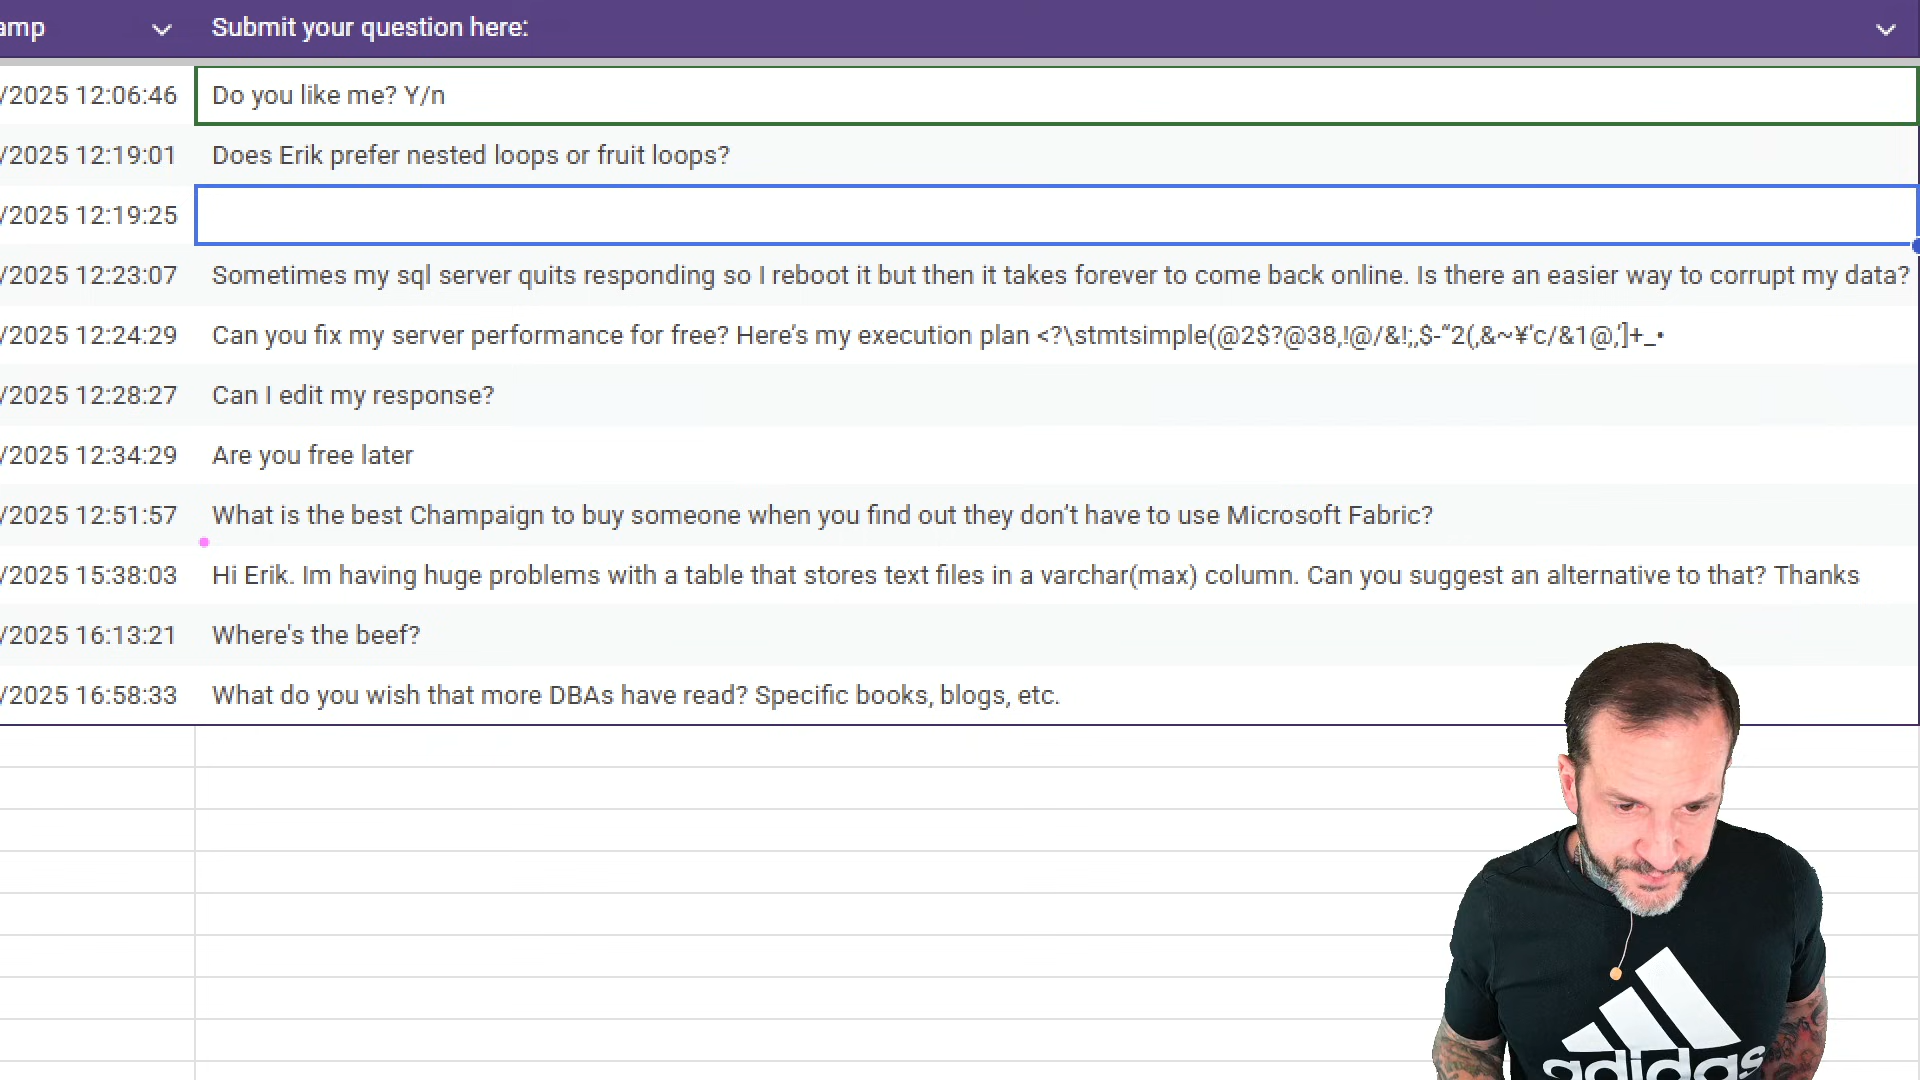 amp Submit your question here:
/2025 12:06:46 Do you like me? Y/n
/2025 12:19:01 Does Erik prefer nested loops or fruit loops?
/2025 12:19:25
/2025 12:23:07 Sometimes my sql server quits responding so I reboot it but then it takes forever to come back online. Is there an easier way to corrupt my data?
/2025 12:24:29 Can you fix my server performance for free? Here’s my execution plan <?\stmtsimple(@2$?@38,!@/&!;,$-“2(,&~¥’c/&1@,’]+_•
/2025 12:28:27 Can I edit my response?
/2025 12:34:29 Are you free later
/2025 12:51:57 What is the best Champaign to buy someone when you find out they don’t have to use Microsoft Fabric?
/2025 15:38:03 Hi Erik. Im having huge problems with a table that stores text files in a varchar(max) column. Can you suggest an alternative to that? Thanks
/2025 16:13:21 Where's the beef?
/2025 16:58:33 What do you wish that more DBAs have read? Specific books, blogs, etc.
adidas